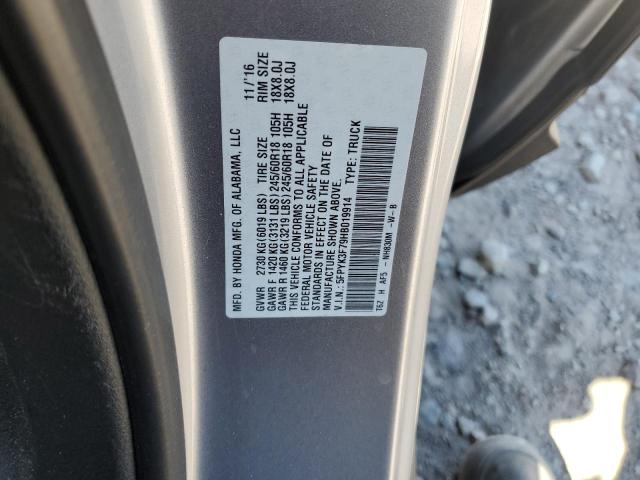 MFD. BY HONDA MFG. OF ALABAMA, LLC 11/'16
GVWR 2730 KG (6019 LBS) TIRE SIZE RIM SIZE
GAWR F 1420 KG (3131 LBS) 245/60R18 105H 18X8.0J
GAWR R 1460 KG (3219 LBS) 245/60R18 105H 18X8.0J
THIS VEHICLE CONFORMS TO ALL APPLICABLE
FEDERAL MOTOR VEHICLE SAFETY
STANDARDS IN EFFECT ON THE DATE OF
MANUFACTURE SHOWN ABOVE.
V.I.N.: 5FPYK3F79HB019914 TYPE: TRUCK
T6Z H AF5 - NH830M -W-B